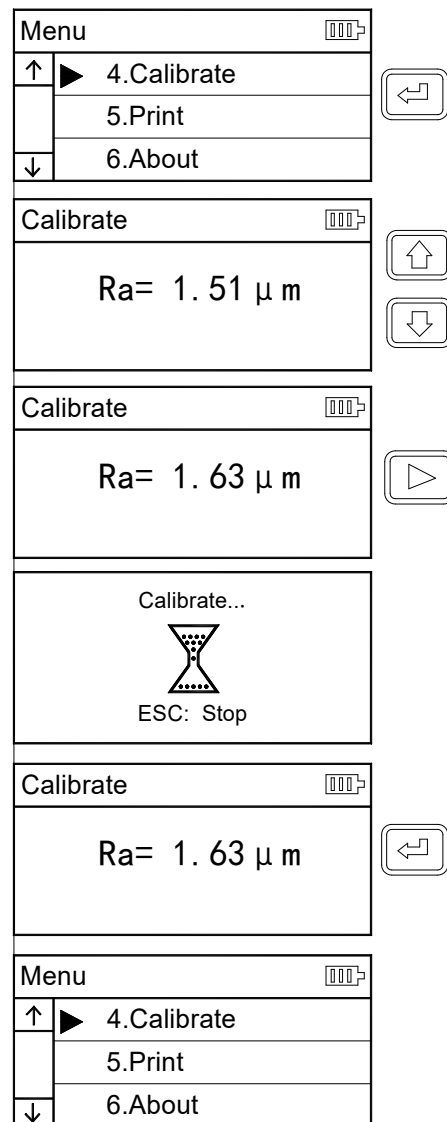 Menu
4.Calibrate
5.Print
6.About
Calibrate
Ra= 1.51 μm
Calibrate
Ra= 1.63 μm
Calibrate...
ESC: Stop
Calibrate
Ra= 1.63 μm
Menu
4.Calibrate
5.Print
6.About